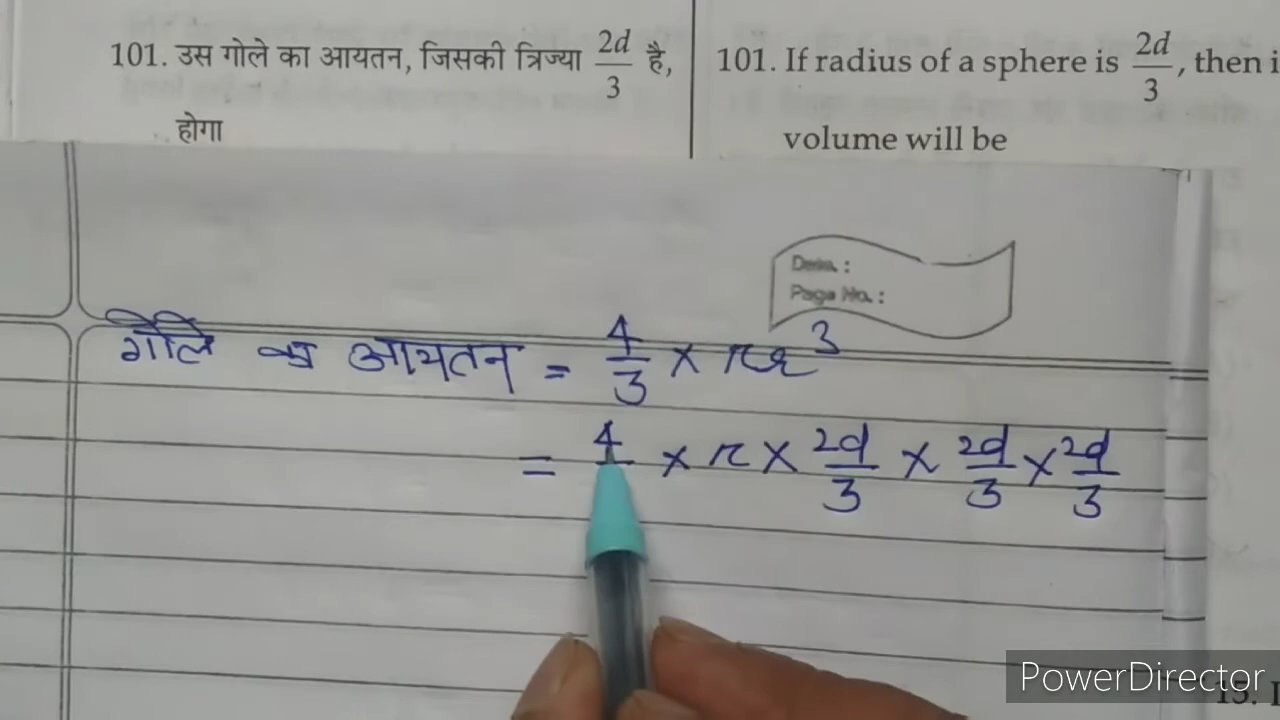 101. उस गोले का आयतन, जिसकी त्रिज्या 2d/3 है,
होगा
101. If radius of a sphere is 2d/3, then i
volume will be
Date. :
Page No. :
गोले का आयतन = 4/3 × πr³
= 4/ × π × 2d/3 × 2d/3 × 2d/3
PowerDirector
15. I